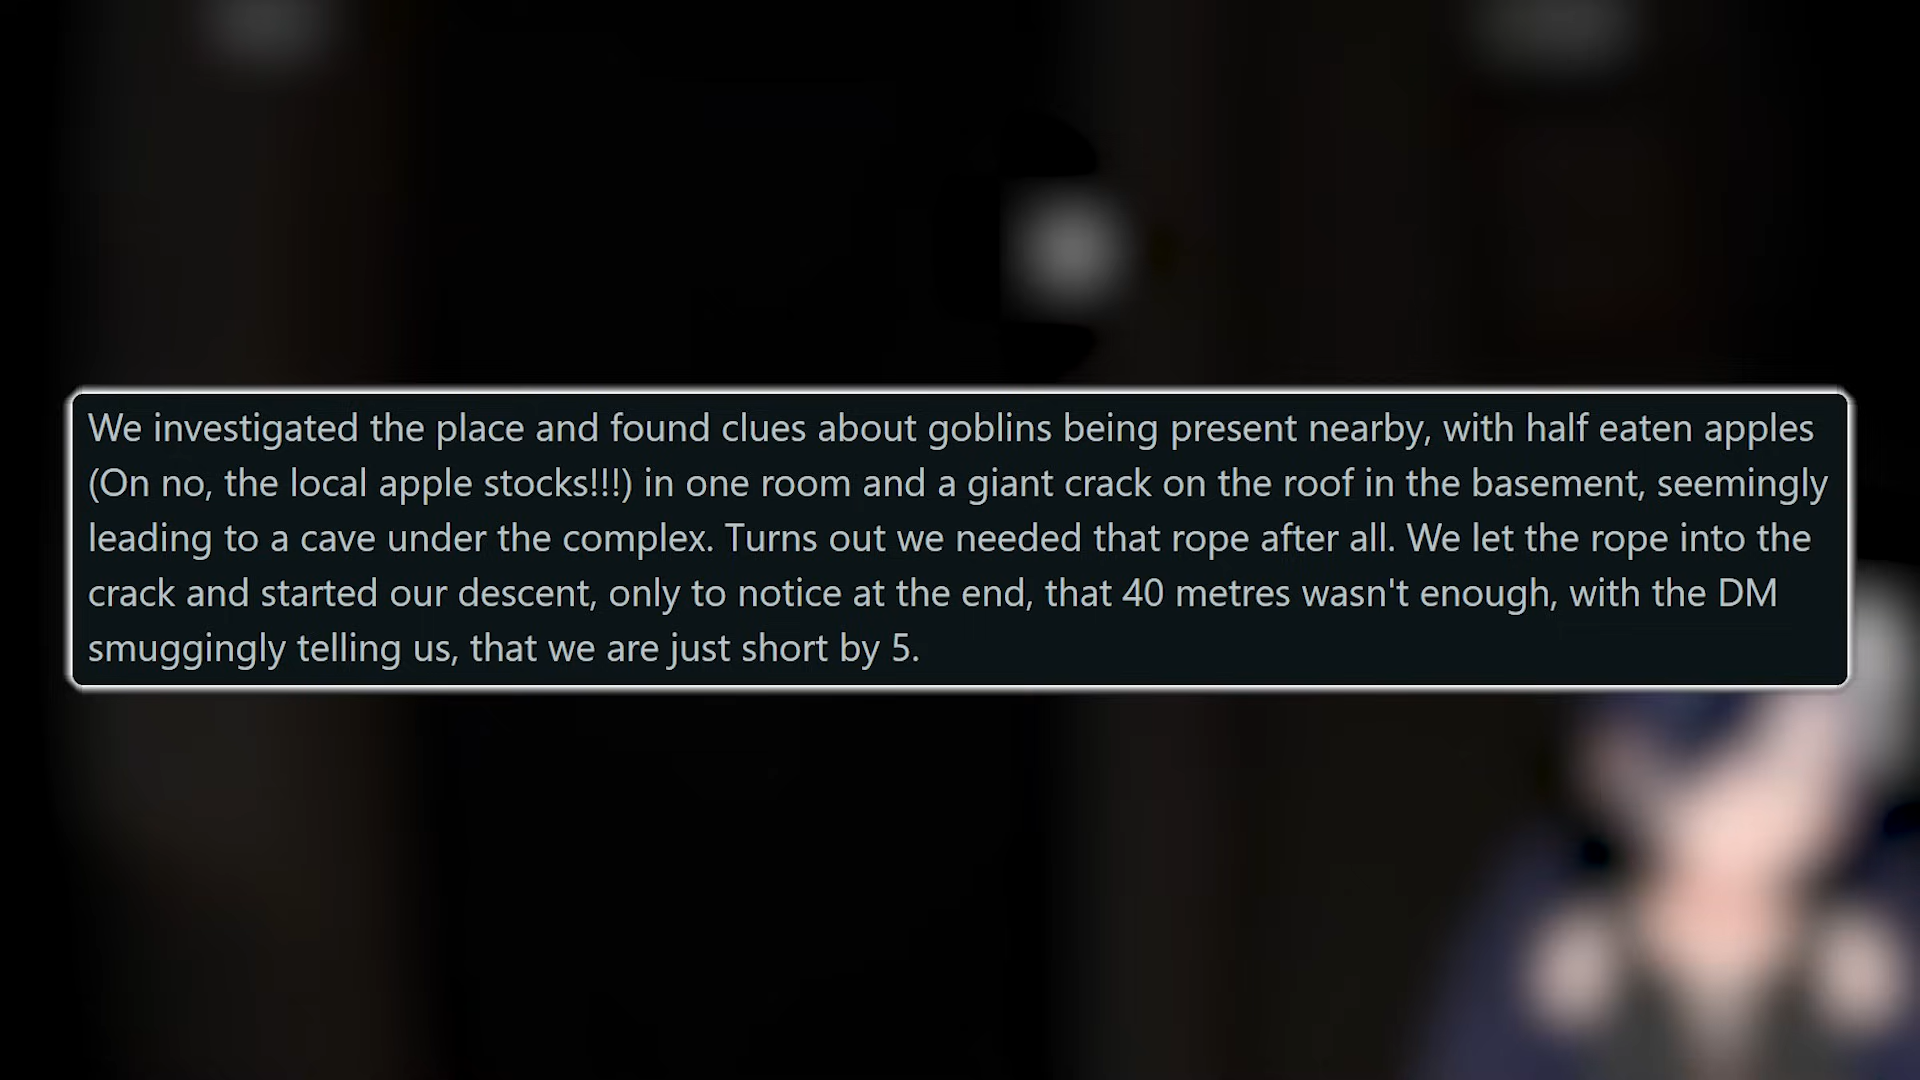 We investigated the place and found clues about goblins being present nearby, with half eaten apples
(On no, the local apple stocks!!!) in one room and a giant crack on the roof in the basement, seemingly
leading to a cave under the complex. Turns out we needed that rope after all. We let the rope into the
crack and started our descent, only to notice at the end, that 40 metres wasn't enough, with the DM
smuggingly telling us, that we are just short by 5.